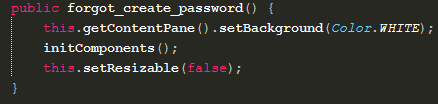 public forgot_create_password() {
    this.getContentPane().setBackground(Color.WHITE);
    initComponents();
    this.setResizable(false);
}